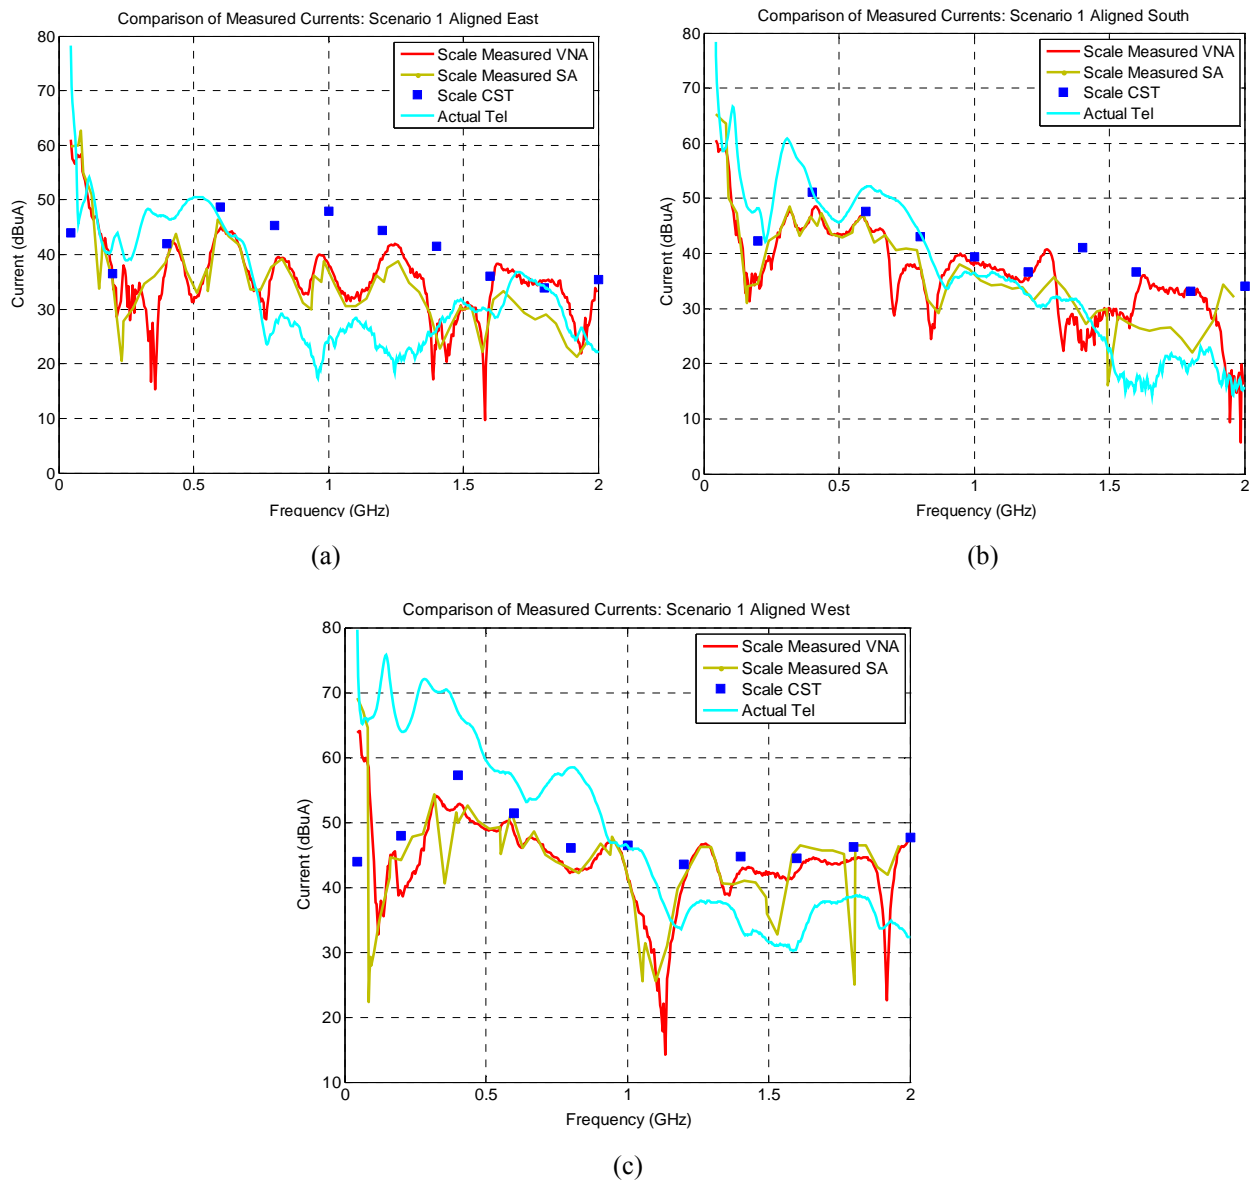 Comparison of Measured Currents: Scenario 1 Aligned East
80
70
60
50
40
30
20
10
0
Current (dBuA)
Scale Measured VNA
Scale Measured SA
Scale CST
Actual Tel
0 0.5 1 1.5 2
Frequency (GHz)
(a)
Comparison of Measured Currents: Scenario 1 Aligned South
80
70
60
50
40
30
20
10
0
Current (dBuA)
Scale Measured VNA
Scale Measured SA
Scale CST
Actual Tel
0 0.5 1 1.5 2
Frequency (GHz)
(b)
Comparison of Measured Currents: Scenario 1 Aligned West
80
70
60
50
40
30
20
10
Current (dBuA)
Scale Measured VNA
Scale Measured SA
Scale CST
Actual Tel
0 0.5 1 1.5 2
Frequency (GHz)
(c)